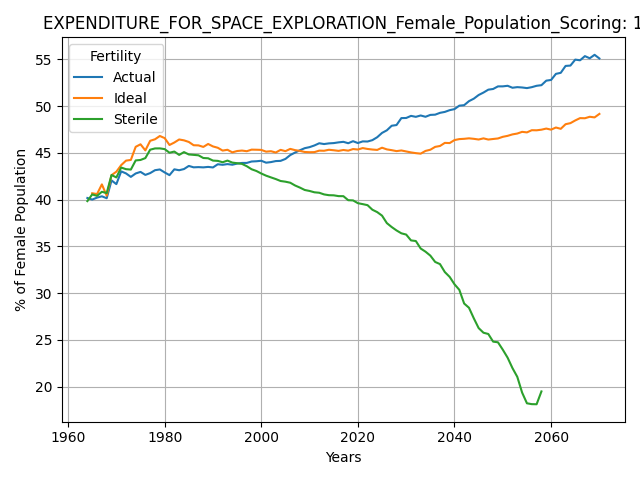 EXPENDITURE_FOR_SPACE_EXPLORATION_Female_Population_Scoring: 1
Fertility
Actual
Ideal
Sterile
% of Female Population
55
50
45
40
35
30
25
20
1960 1980 2000 2020 2040 2060
Years